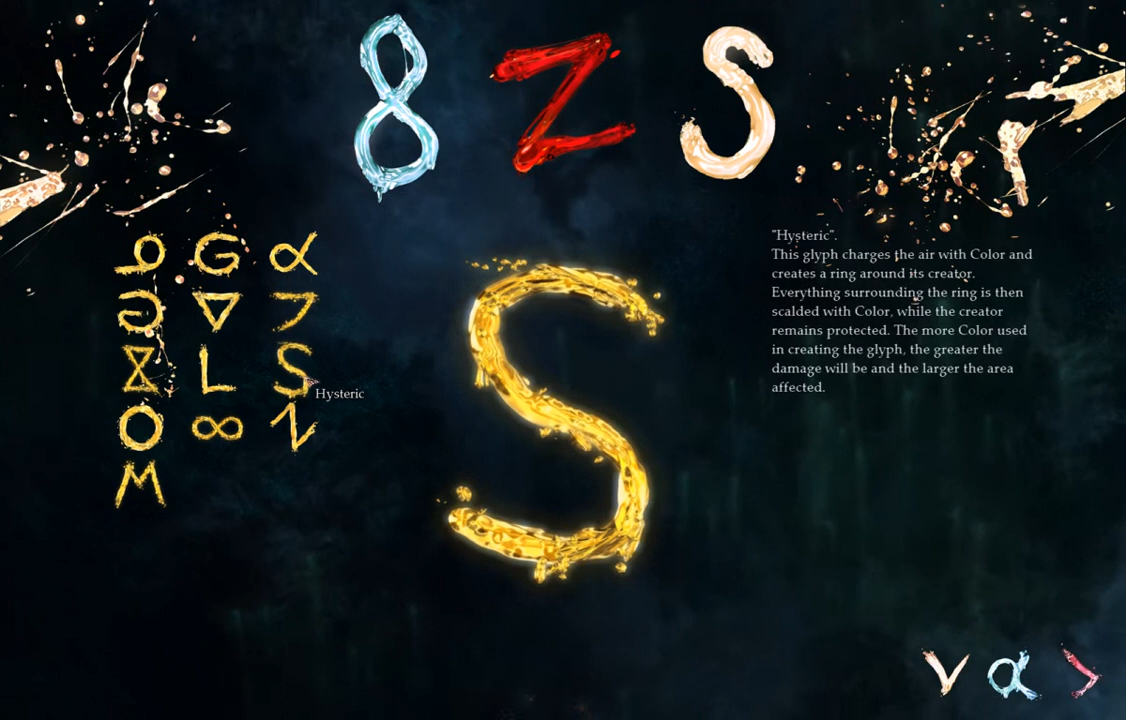 8 Z S
"Hysteric".
This glyph charges the air with Color and
creates a ring around its creator.
Everything surrounding the ring is then
scalded with Color, while the creator
remains protected. The more Color used
in creating the glyph, the greater the
damage will be and the larger the area
affected.
Hysteric
S